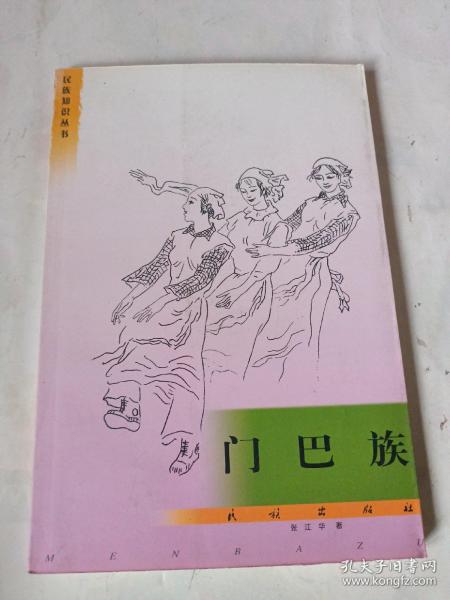 民族知识丛书
门巴族
民族出版社
张江华 著
MENBAZU
孔夫子旧书网
www.kongfz.com